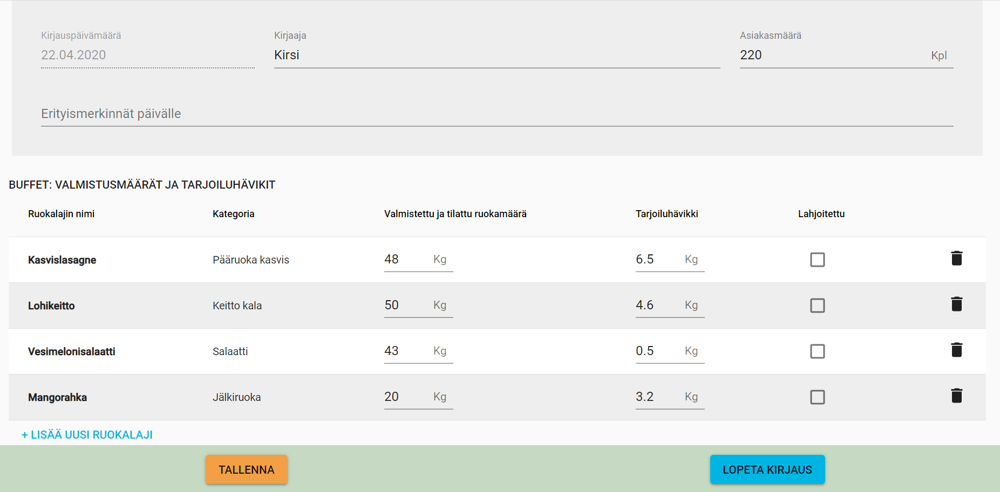 Kirjauspäivämäärä Kirjaaja Asiakasmäärä
22.04.2020 Kirsi 220 Kpl
Erityismerkinnät päivälle
BUFFET: VALMISTUSMÄÄRÄT JA TARJOILUHÄVIKIT
Ruokalajin nimi Kategoria Valmistettu ja tilattu ruokamäärä Tarjoiluhävikki Lahjoitettu
Kasvislasagne Pääruoka kasvis 48 Kg 6.5 Kg
Lohikeitto Keitto kala 50 Kg 4.6 Kg
Vesimelonisalaatti Salaatti 43 Kg 0.5 Kg
Mangorahka Jälkiruoka 20 Kg 3.2 Kg
+ LISÄÄ UUSI RUOKALAJI
TALLENNA LOPETA KIRJAUS